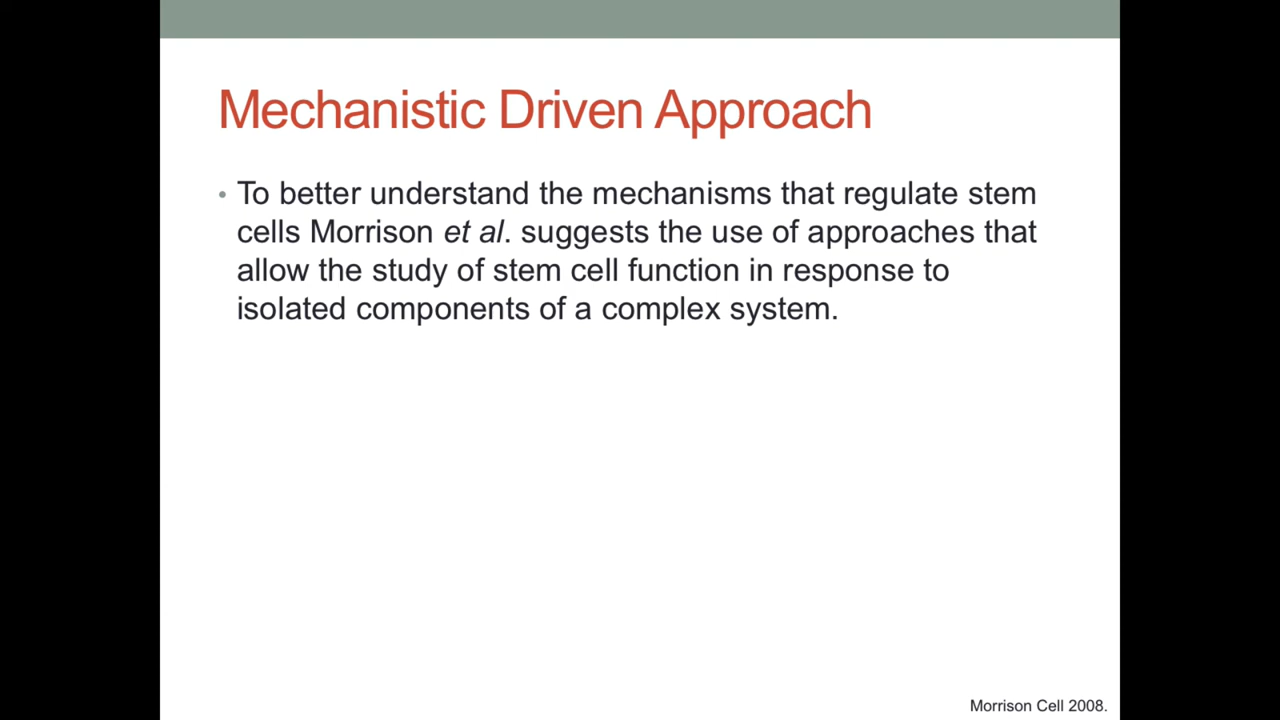 Mechanistic Driven Approach
• To better understand the mechanisms that regulate stem
cells Morrison et al. suggests the use of approaches that
allow the study of stem cell function in response to
isolated components of a complex system.
Morrison Cell 2008.